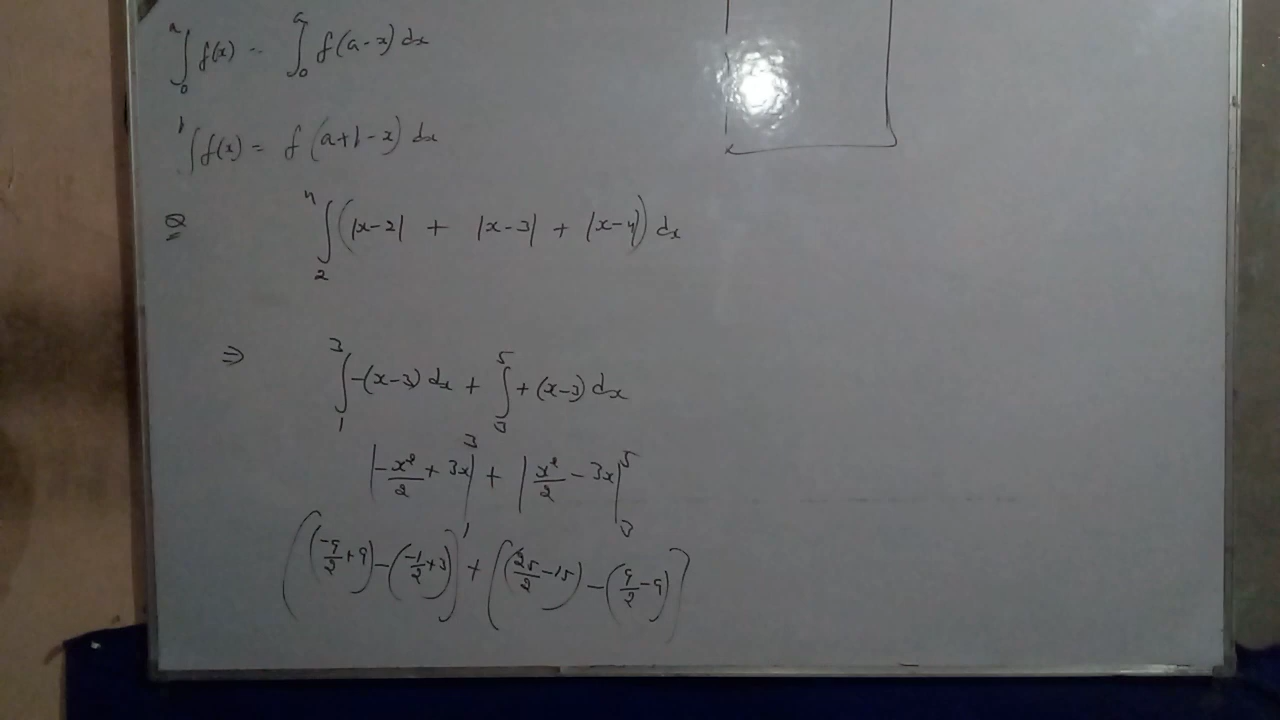 ∫₀ᵃ f(x) = ∫₀ᵃ f(a-x) dx
∫ f(x) = f(a+b-x) dx
Q ∫₂⁴ (|x-2| + |x-3| + |x-4|) dx
⇒ ∫₁³ -(x-3) dx + ∫₃⁵ +(x-3) dx
|-x²/2 + 3x|₁³ + |x²/2 - 3x|₃⁵
((-9/2+9)-(-1/2+3)) + ((25/2-15)-(9/2-9))